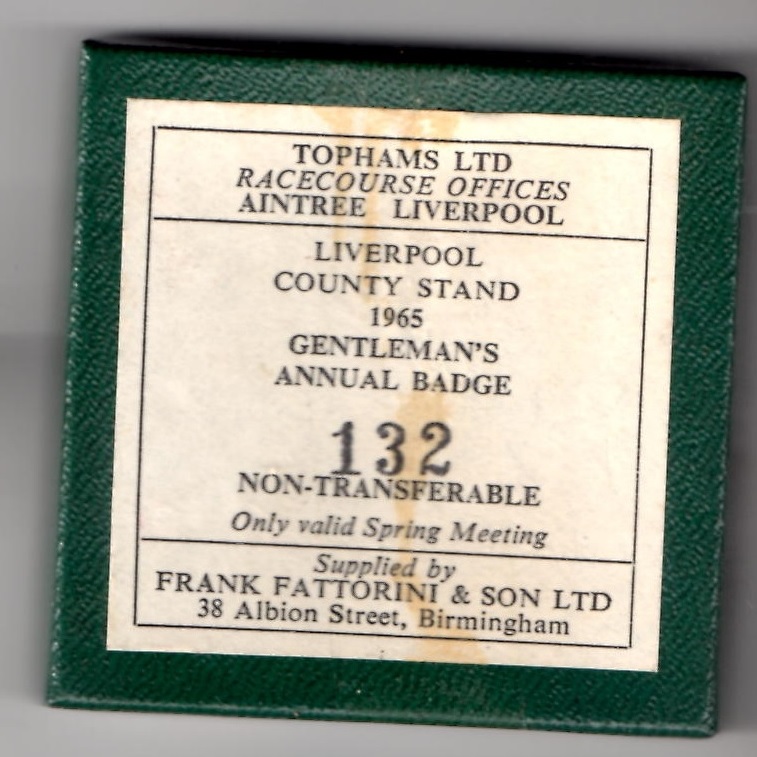 TOPHAMS LTD
RACECOURSE OFFICES
AINTREE LIVERPOOL
LIVERPOOL
COUNTY STAND
1965
GENTLEMAN'S
ANNUAL BADGE
132
NON-TRANSFERABLE
Only valid Spring Meeting
Supplied by
FRANK FATTORINI & SON LTD
38 Albion Street, Birmingham